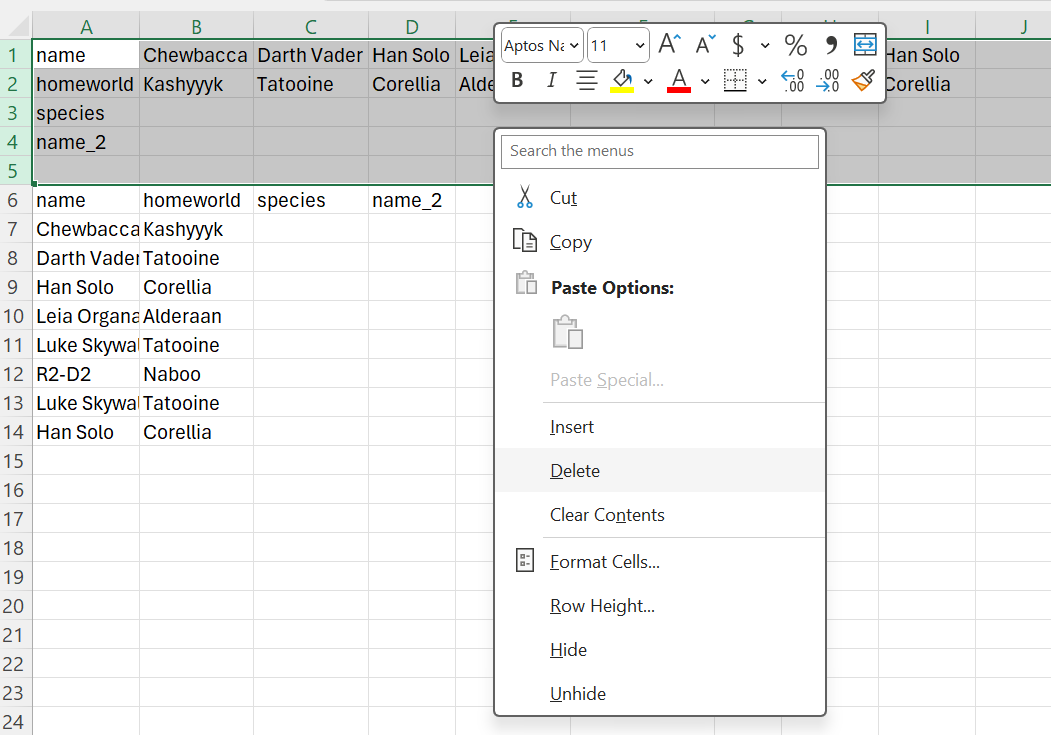 A B C D I J
1 name Chewbacca Darth Vader Han Solo Leia Han Solo
2 homeworld Kashyyyk Tatooine Corellia Alde Corellia
3 species
4 name_2
5
6 name homeworld species name_2
7 Chewbacca Kashyyyk
8 Darth Vader Tatooine
9 Han Solo Corellia
10 Leia Organa Alderaan
11 Luke Skywal Tatooine
12 R2-D2 Naboo
13 Luke Skywal Tatooine
14 Han Solo Corellia
15
16
17
18
19
20
21
22
23
24
Aptos Na 11 A A $ % ,
B I A .00
Search the menus
Cut
Copy
Paste Options:
Paste Special...
Insert
Delete
Clear Contents
Format Cells...
Row Height...
Hide
Unhide